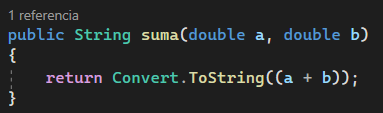 1 referencia
public String suma(double a, double b)
{
    return Convert.ToString((a + b));
}